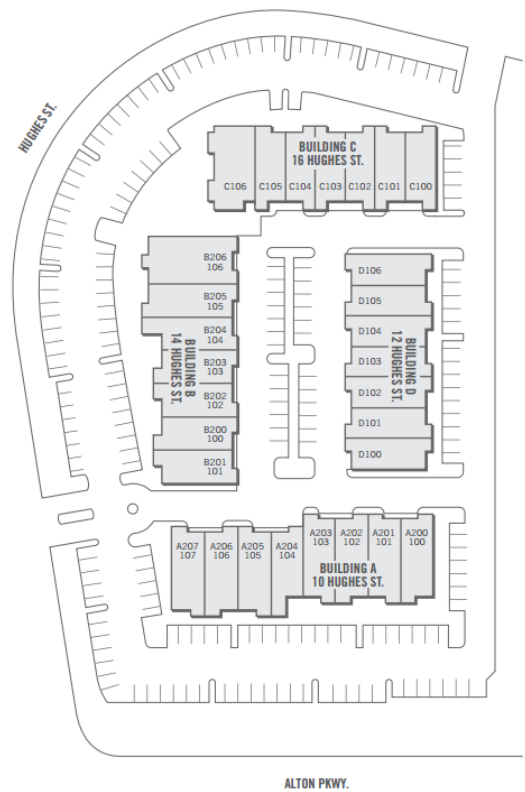 HUGHES ST.
BUILDING C
16 HUGHES ST.
C106 C105 C104 C103 C102 C101 C100
B206
106
B205
105
B204
104
B203
103
B202
102
B200
100
B201
101
BUILDING B
14 HUGHES ST.
D106
D105
D104
D103
D102
D101
D100
BUILDING D
12 HUGHES ST.
A207 A206 A205 A204 A203 A202 A201 A200
107 106 105 104 103 102 101 100
BUILDING A
10 HUGHES ST.
ALTON PKWY.